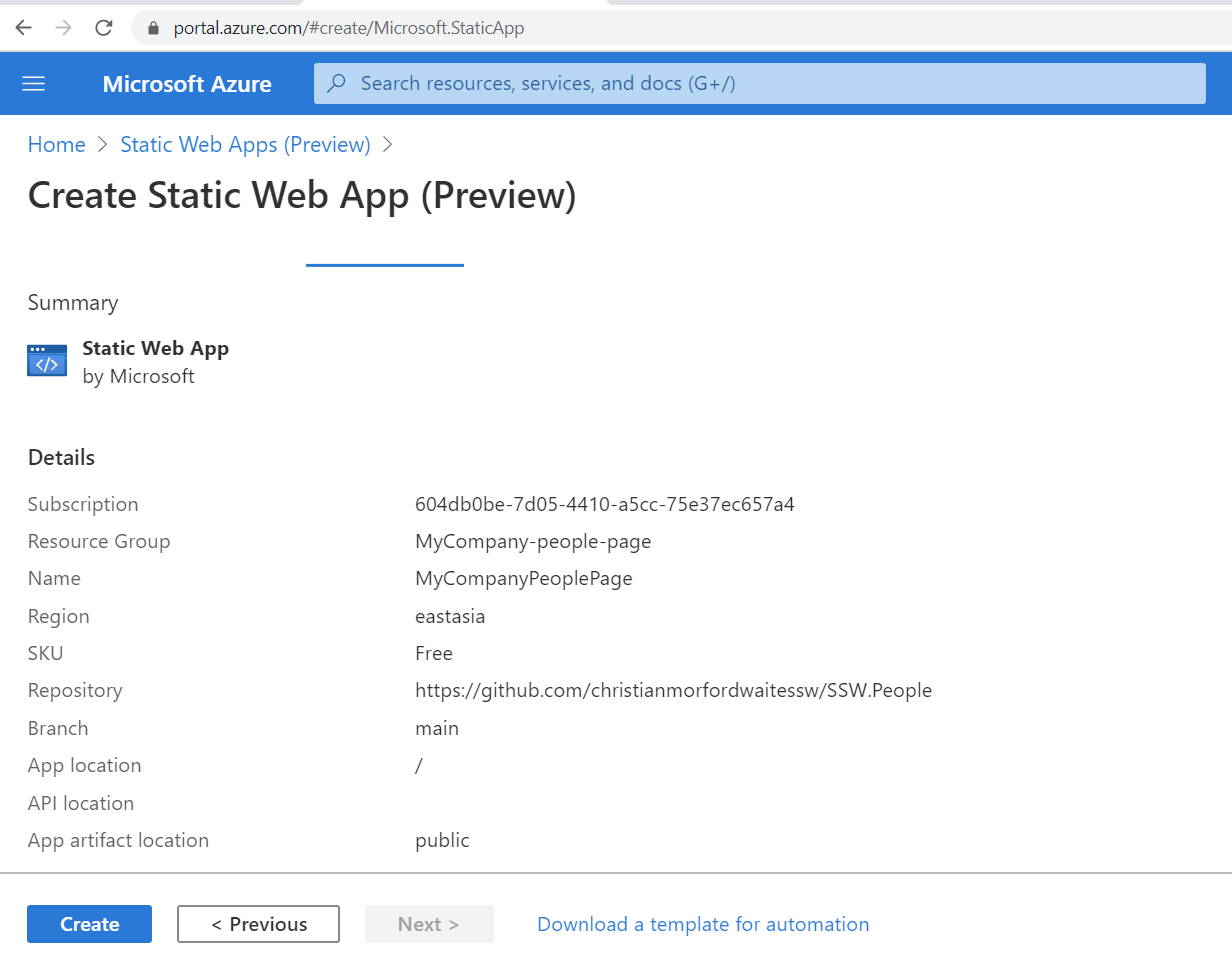 portal.azure.com/#create/Microsoft.StaticApp
Microsoft Azure Search resources, services, and docs (G+/)
Home > Static Web Apps (Preview) >
Create Static Web App (Preview)
Summary
Static Web App
by Microsoft
Details
Subscription 604db0be-7d05-4410-a5cc-75e37ec657a4
Resource Group MyCompany-people-page
Name MyCompanyPeoplePage
Region eastasia
SKU Free
Repository https://github.com/christianmorfordwaitessw/SSW.People
Branch main
App location /
API location
App artifact location public
Create < Previous Next > Download a template for automation